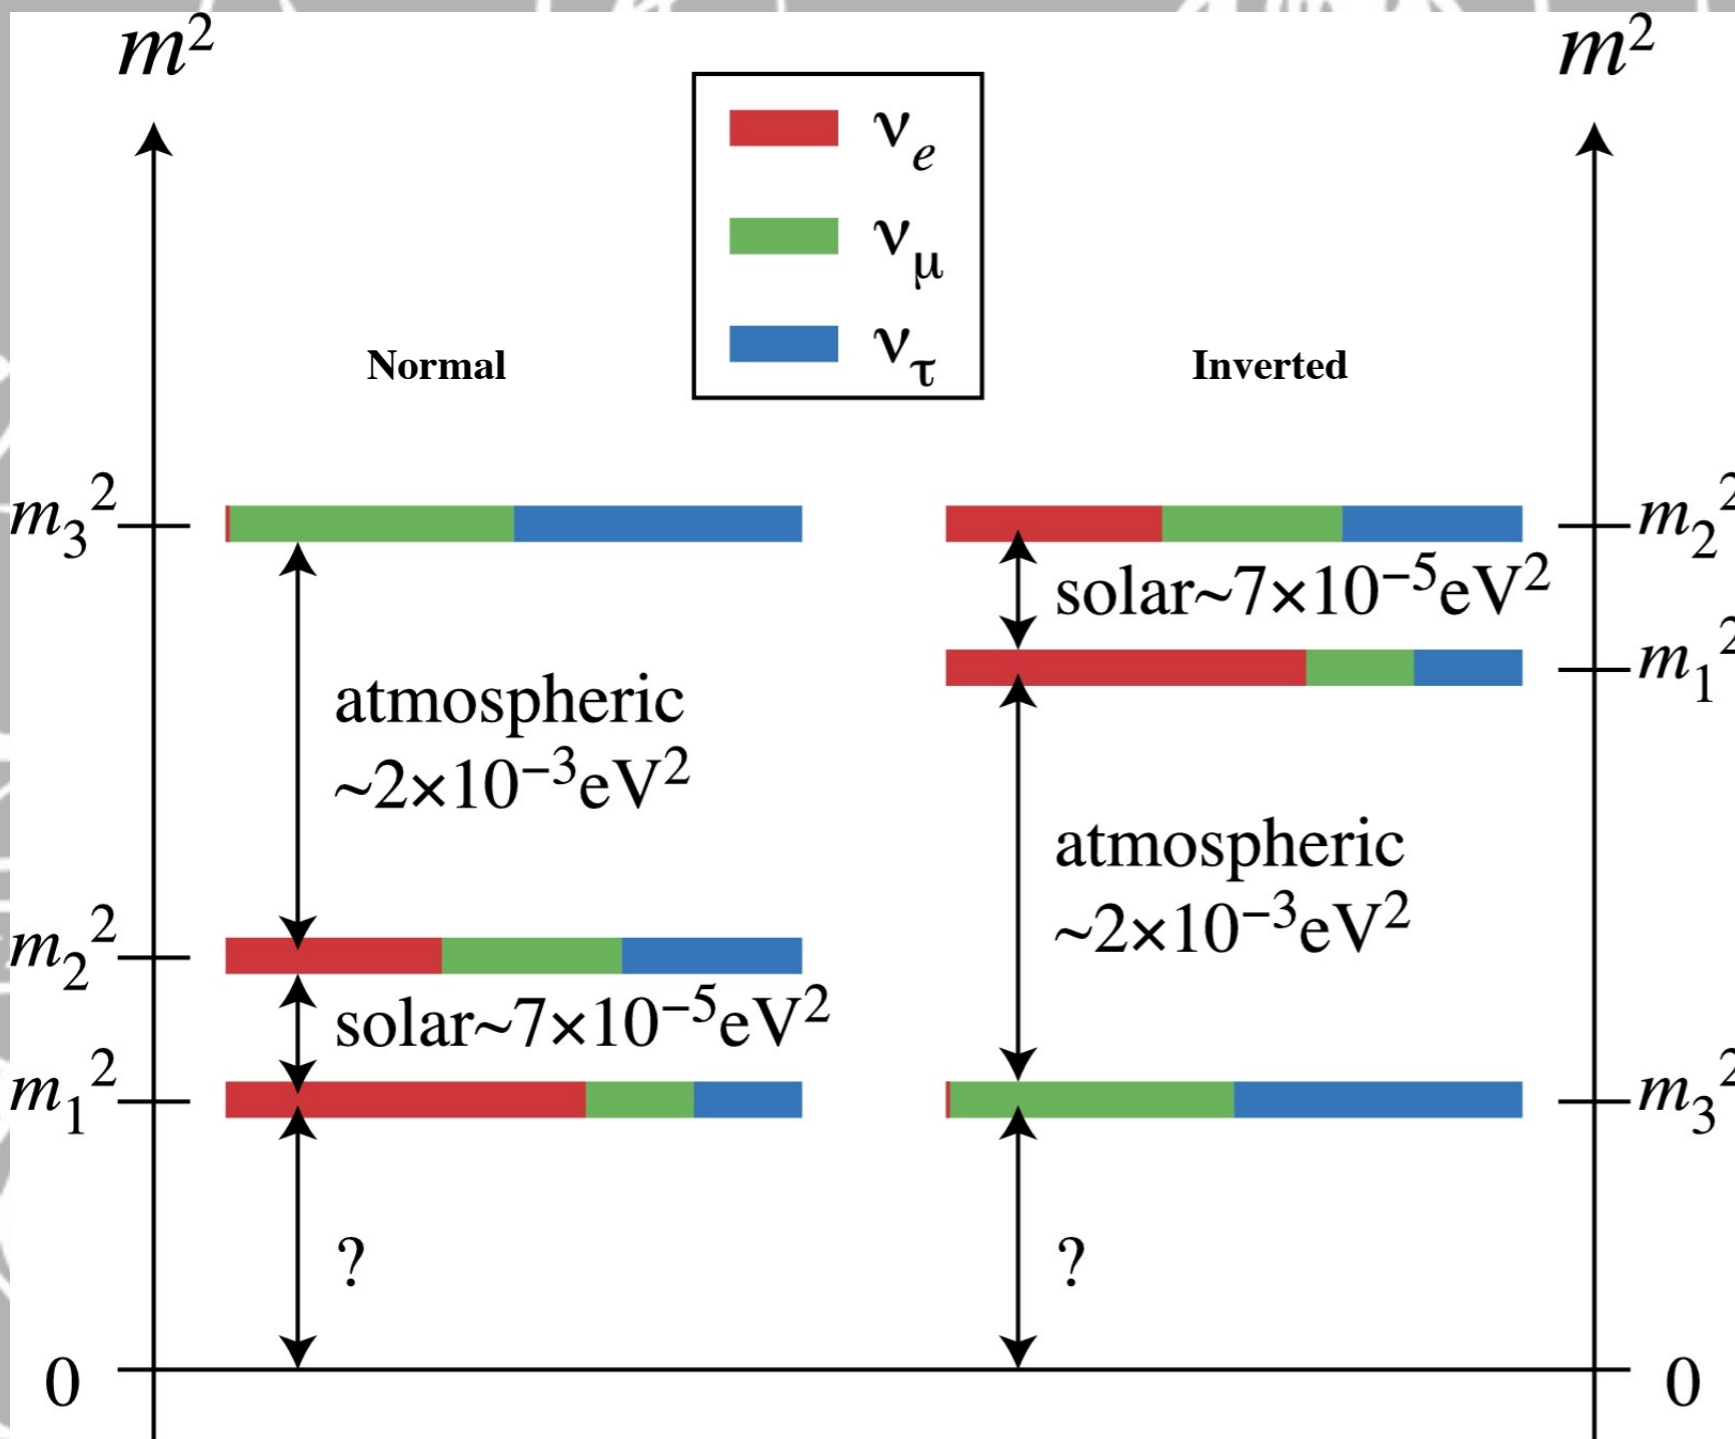 m²
m²
νe
νμ
ντ
Normal
Inverted
m₃²
m₂²
solar~7×10⁻⁵eV²
m₁²
atmospheric
~2×10⁻³eV²
atmospheric
~2×10⁻³eV²
m₂²
solar~7×10⁻⁵eV²
m₁²
m₃²
?
?
0
0